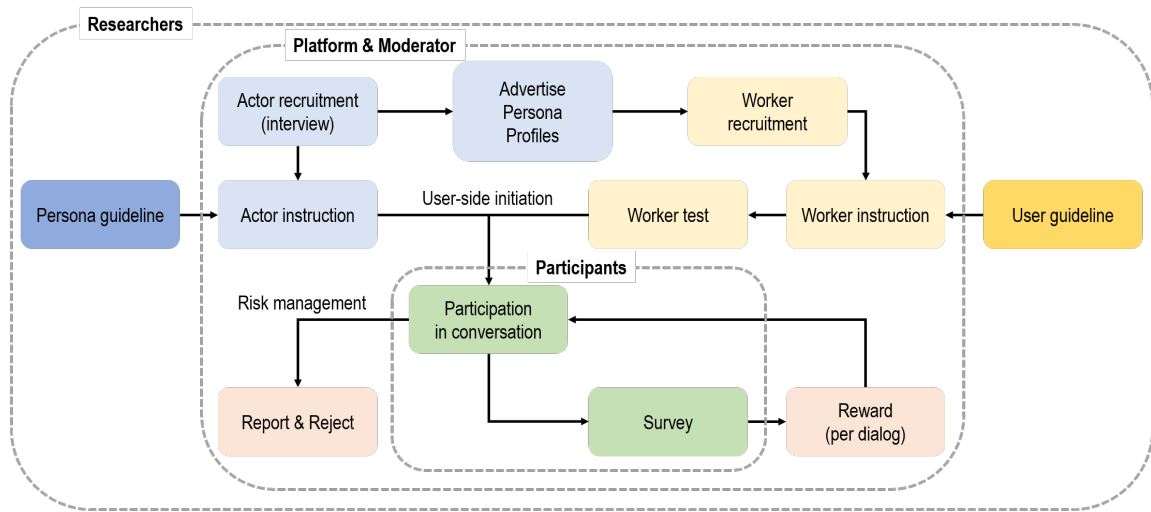 Researchers
Platform & Moderator
Actor recruitment
(interview)
Advertise
Persona
Profiles
Worker
recruitment
Persona guideline
Actor instruction
User-side initiation
Worker test
Worker instruction
User guideline
Participants
Risk management
Participation
in conversation
Report & Reject
Survey
Reward
(per dialog)